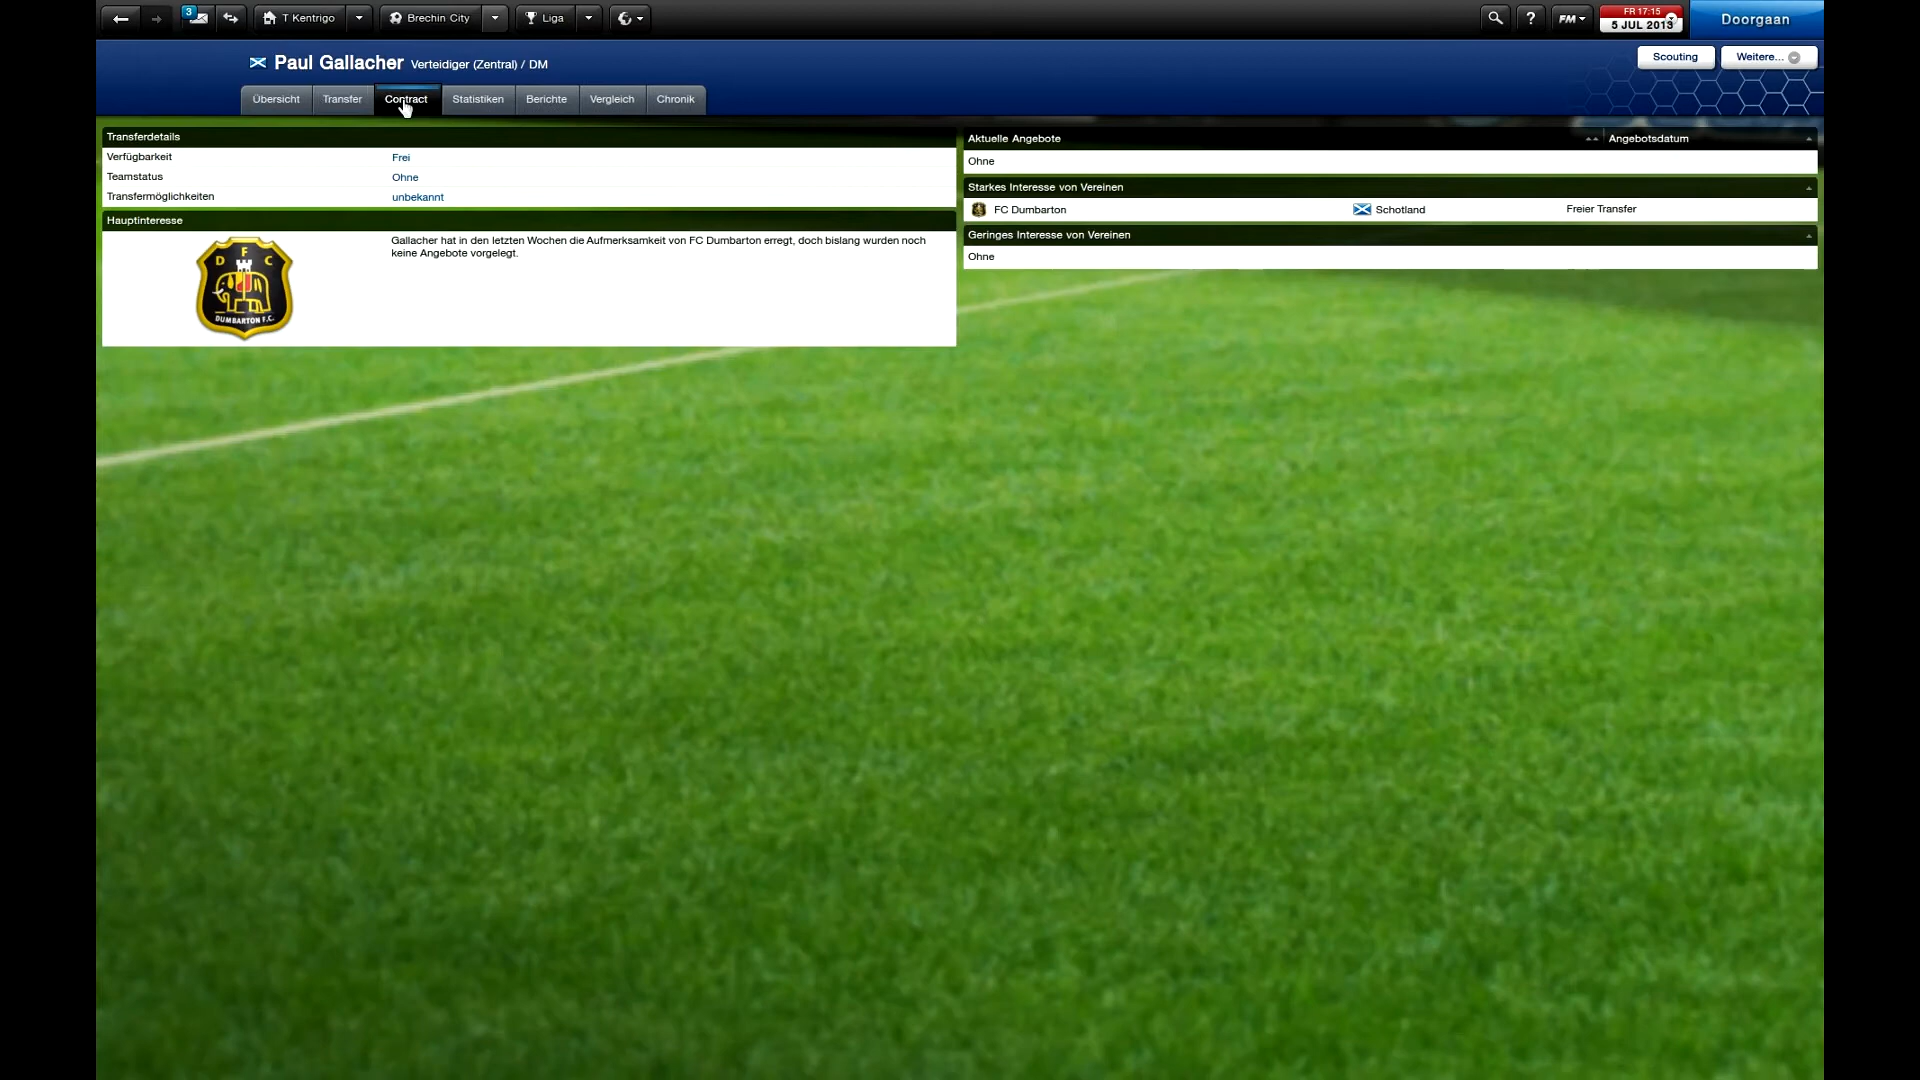 3
T Kentrigo
Brechin City
Liga
?
FM
FR 17:15
5 JUL 2013
Doorgaan
Paul Gallacher Verteidiger (Zentral) / DM
Scouting
Weitere...
Übersicht
Transfer
Contract
Statistiken
Berichte
Vergleich
Chronik
Transferdetails
Verfügbarkeit Frei
Teamstatus Ohne
Transfermöglichkeiten unbekannt
Hauptinteresse
D F C
DUMBARTON F.C.
Gallacher hat in den letzten Wochen die Aufmerksamkeit von FC Dumbarton erregt, doch bislang wurden noch
keine Angebote vorgelegt.
Aktuelle Angebote Angebotsdatum
Ohne
Starkes Interesse von Vereinen
FC Dumbarton Schotland Freier Transfer
Geringes Interesse von Vereinen
Ohne